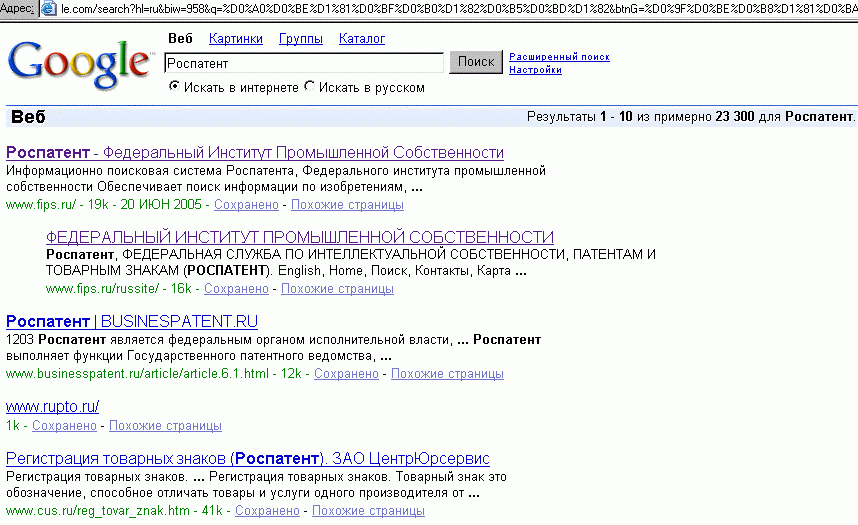 Адрес:
le.com/search?hl=ru&biw=958&q=%D0%A0%D0%BE%D1%81%D0%BF%D0%B0%D1%82%D0%B5%D0%BD%D1%82&btnG=%D0%9F%D0%BE%D0%B8%D1%81%D0%BA
Веб Картинки Группы Каталог
Google™
Роспатент
Поиск
Расширенный поиск
Настройки
Искать в интернете Искать в русском
Веб
Результаты 1 - 10 из примерно 23 300 для Роспатент.
Роспатент - Федеральный Институт Промышленной Собственности
Информационно поисковая система Роспатента, Федерального института промышленной
собственности Обеспечивает поиск информации по изобретениям, ...
www.fips.ru/ - 19k - 20 ИЮН 2005 - Сохранено - Похожие страницы
ФЕДЕРАЛЬНЫЙ ИНСТИТУТ ПРОМЫШЛЕННОЙ СОБСТВЕННОСТИ
Роспатент, ФЕДЕРАЛЬНАЯ СЛУЖБА ПО ИНТЕЛЛЕКТУАЛЬНОЙ СОБСТВЕННОСТИ, ПАТЕНТАМ И
ТОВАРНЫМ ЗНАКАМ (РОСПАТЕНТ). English, Home, Поиск, Контакты, Карта ...
www.fips.ru/russite/ - 16k - Сохранено - Похожие страницы
Роспатент | BUSINESPATENT.RU
1203 Роспатент является федеральным органом исполнительной власти, ... Роспатент
выполняет функции Государственного патентного ведомства, ...
www.businesspatent.ru/article/article.6.1.html - 12k - Сохранено - Похожие страницы
www.rupto.ru/
1k - Сохранено - Похожие страницы
Регистрация товарных знаков (Роспатент). ЗАО ЦентрЮрсервис
Регистрация товарных знаков. ... Регистрация товарных знаков. Товарный знак это
обозначение, способное отличать товары и услуги одного производителя от ...
www.cus.ru/reg_tovar_znak.htm - 41k - Сохранено - Похожие страницы